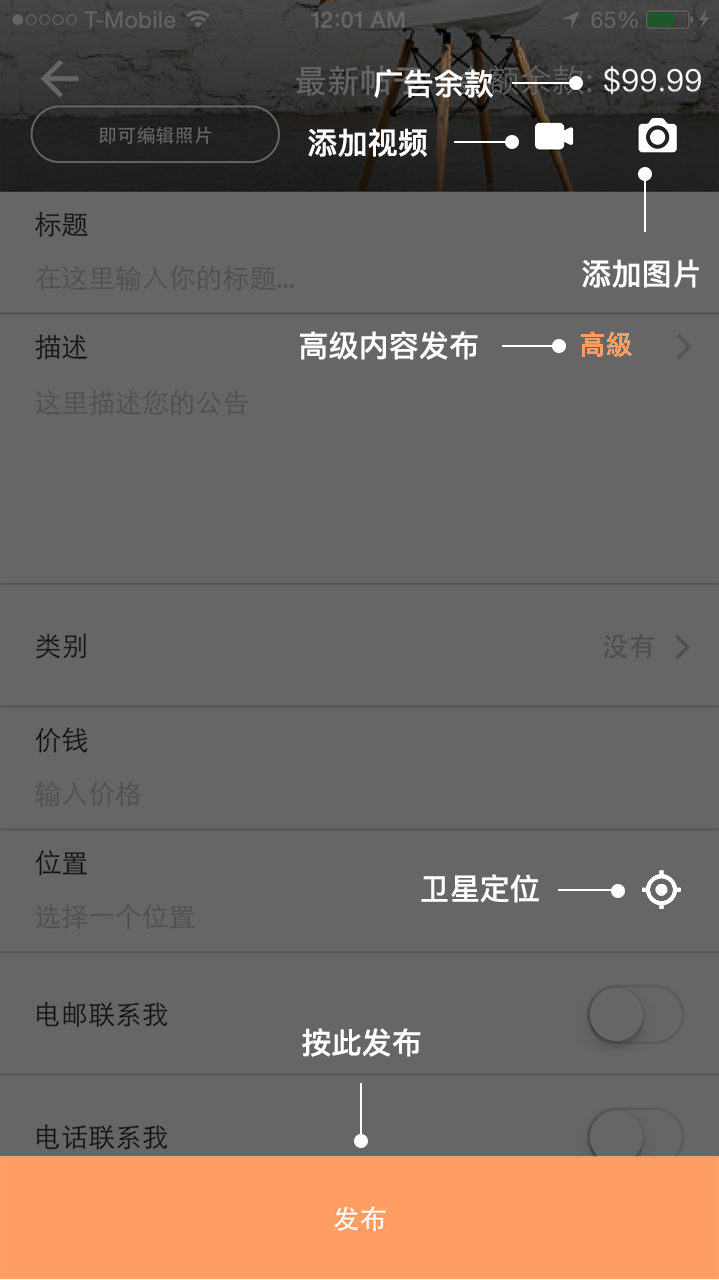 T-Mobile 12:01 AM 65%
最新帖
额余款:
广告余款 $99.99
即可编辑照片
添加视频
标题
在这里输入你的标题...
添加图片
描述
高级内容发布 高級
这里描述您的公告
类别 没有
价钱
输入价格
位置
卫星定位
选择一个位置
电邮联系我
按此发布
电话联系我
发布